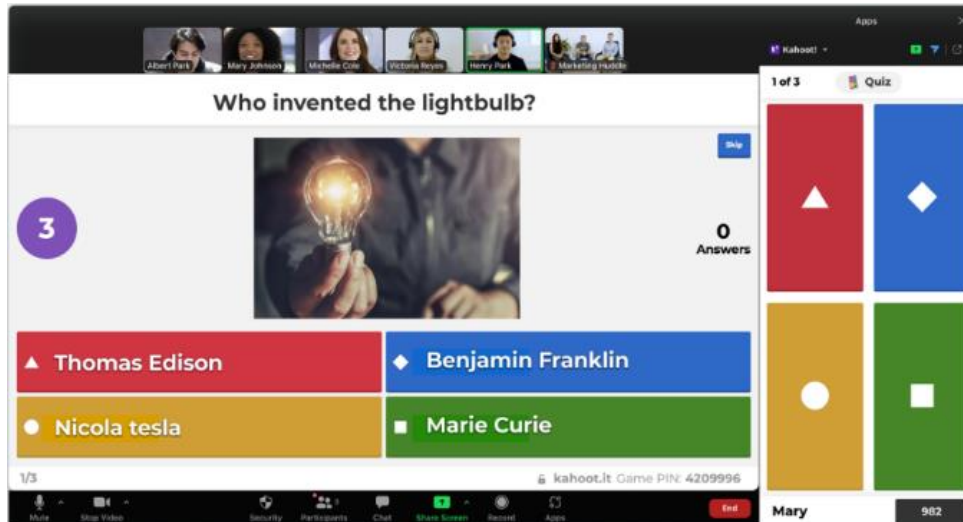 Apps
Albert Park
Mary Johnson
Michelle Cole
Victoria Reyes
Henry Park
Marketing Huddle
Kahoot!
1 of 3
Quiz
Who invented the lightbulb?
Skip
3
0
Answers
Thomas Edison
Benjamin Franklin
Nicola tesla
Marie Curie
1/3
kahoot.it Game PIN: 4209996
Mute
Stop Video
Security
Participants
Chat
Share Screen
Record
Apps
End
Mary
982